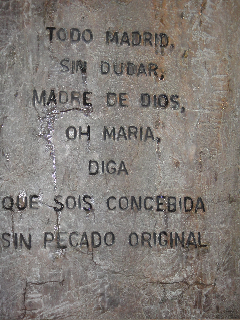 TODO MADRID,
SIN DUDAR,
MADRE DE DIOS,
OH MARIA,
DIGA
QUE SOIS CONCEBIDA
SIN PECADO ORIGINAL